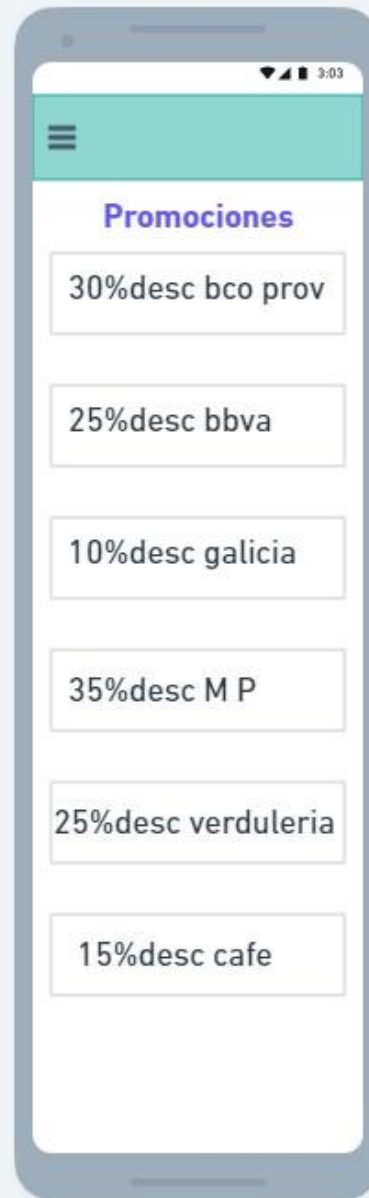 3:03
Promociones
30%desc bco prov
25%desc bbva
10%desc galicia
35%desc M P
25%desc verduleria
15%desc cafe